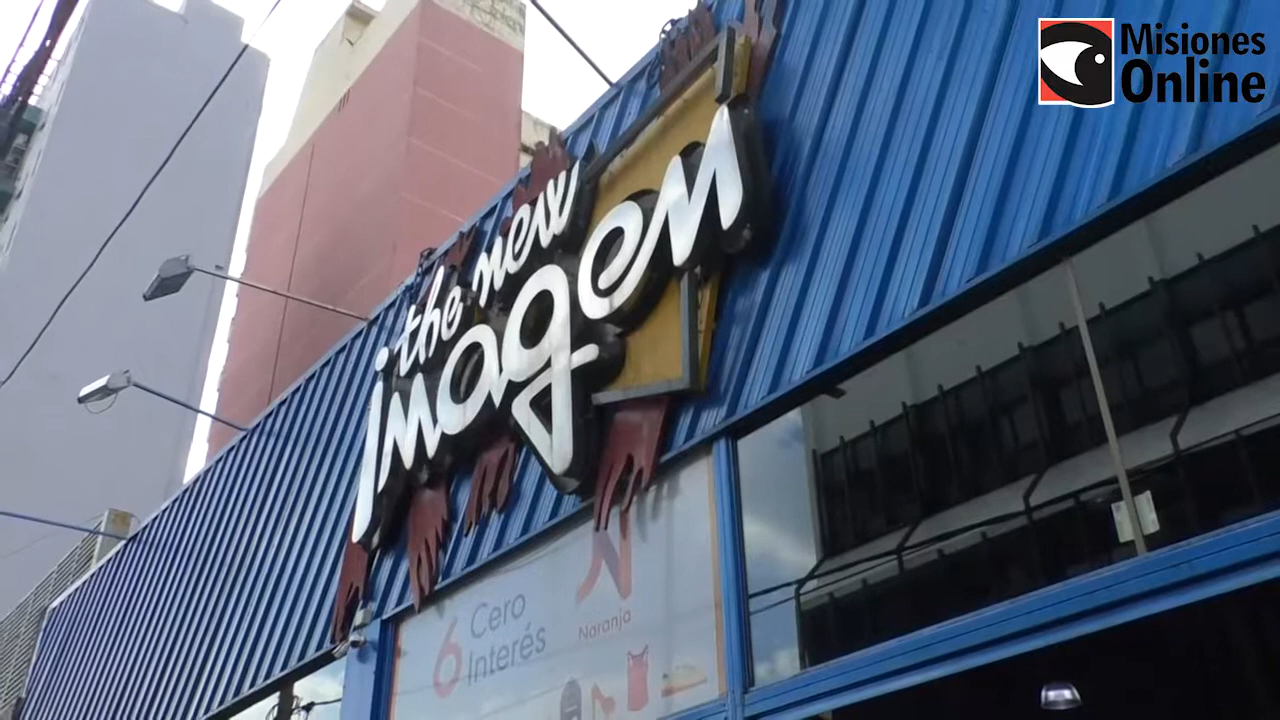 Misiones
Online
the new
imagen
6 Cero
Interés
N
Naranja